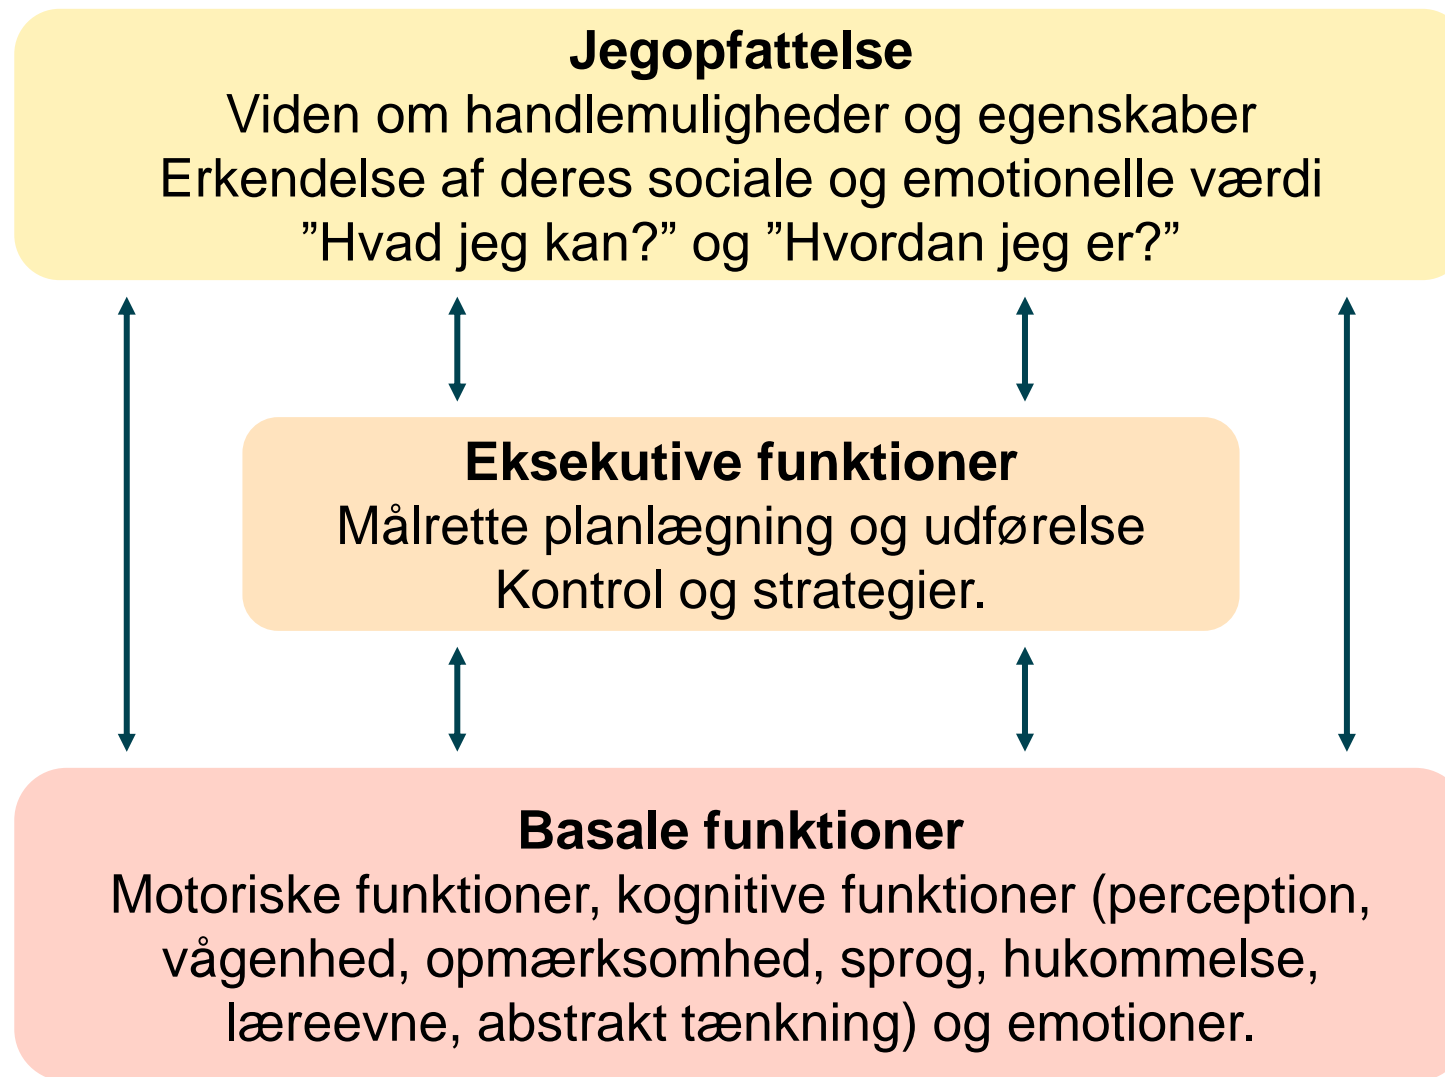 Jegopfattelse
Viden om handlemuligheder og egenskaber
Erkendelse af deres sociale og emotionelle værdi
”Hvad jeg kan?” og ”Hvordan jeg er?”
Eksekutive funktioner
Målrette planlægning og udførelse
Kontrol og strategier.
Basale funktioner
Motoriske funktioner, kognitive funktioner (perception,
vågenhed, opmærksomhed, sprog, hukommelse,
læreevne, abstrakt tænkning) og emotioner.